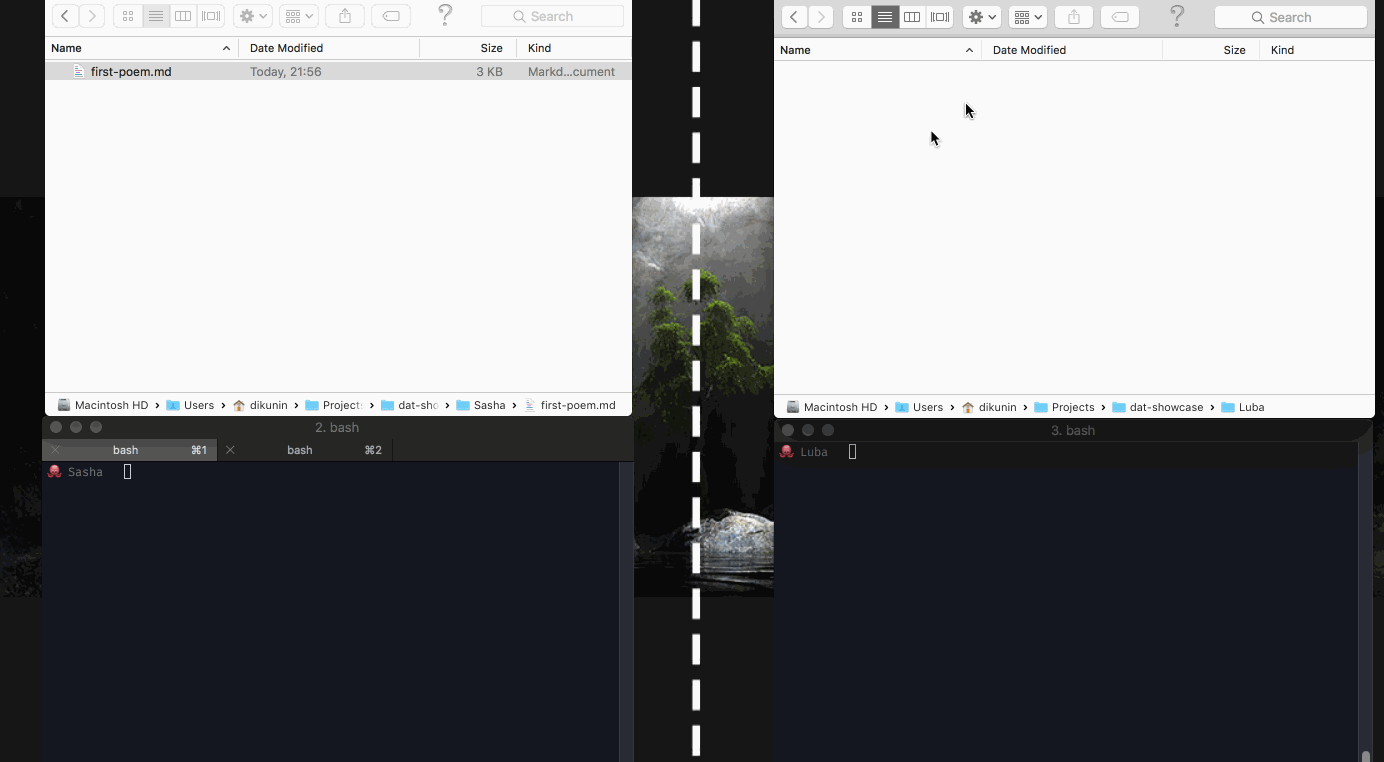 Search
Name Date Modified Size Kind
first-poem.md Today, 21:56 3 KB Markd...cument
Macintosh HD › Users › dikunin › Project › dat-sho › Sasha › first-poem.md
2. bash
bash ⌘1 bash ⌘2
Sasha
Search
Name Date Modified Size Kind
Macintosh HD › Users › dikunin › Projects › dat-showcase › Luba
3. bash
Luba